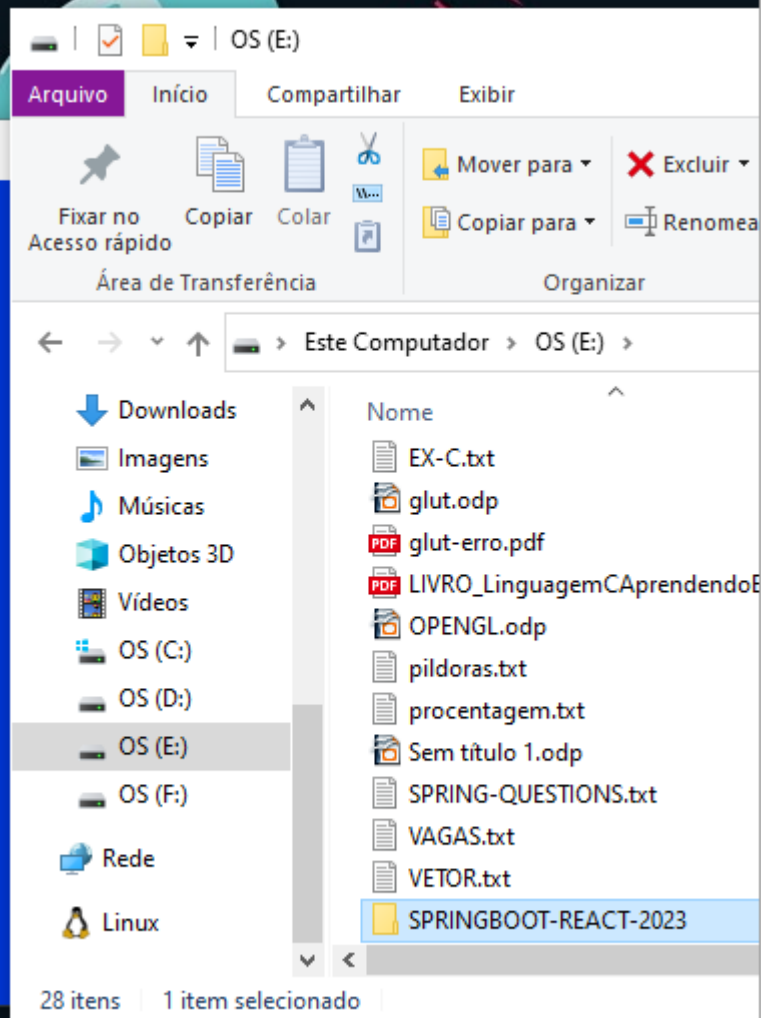 OS (E:)
Arquivo Início Compartilhar Exibir
Fixar no
Acesso rápido
Copiar
Colar
Mover para
Copiar para
Excluir
Renomea
Área de Transferência
Organizar
Este Computador > OS (E:) >
Downloads
Imagens
Músicas
Objetos 3D
Vídeos
OS (C:)
OS (D:)
OS (E:)
OS (F:)
Rede
Linux
Nome
EX-C.txt
glut.odp
PDF glut-erro.pdf
PDF LIVRO_LinguagemCAprendendoE
OPENGL.odp
pildoras.txt
procentagem.txt
Sem título 1.odp
SPRING-QUESTIONS.txt
VAGAS.txt
VETOR.txt
SPRINGBOOT-REACT-2023
28 itens 1 item selecionado